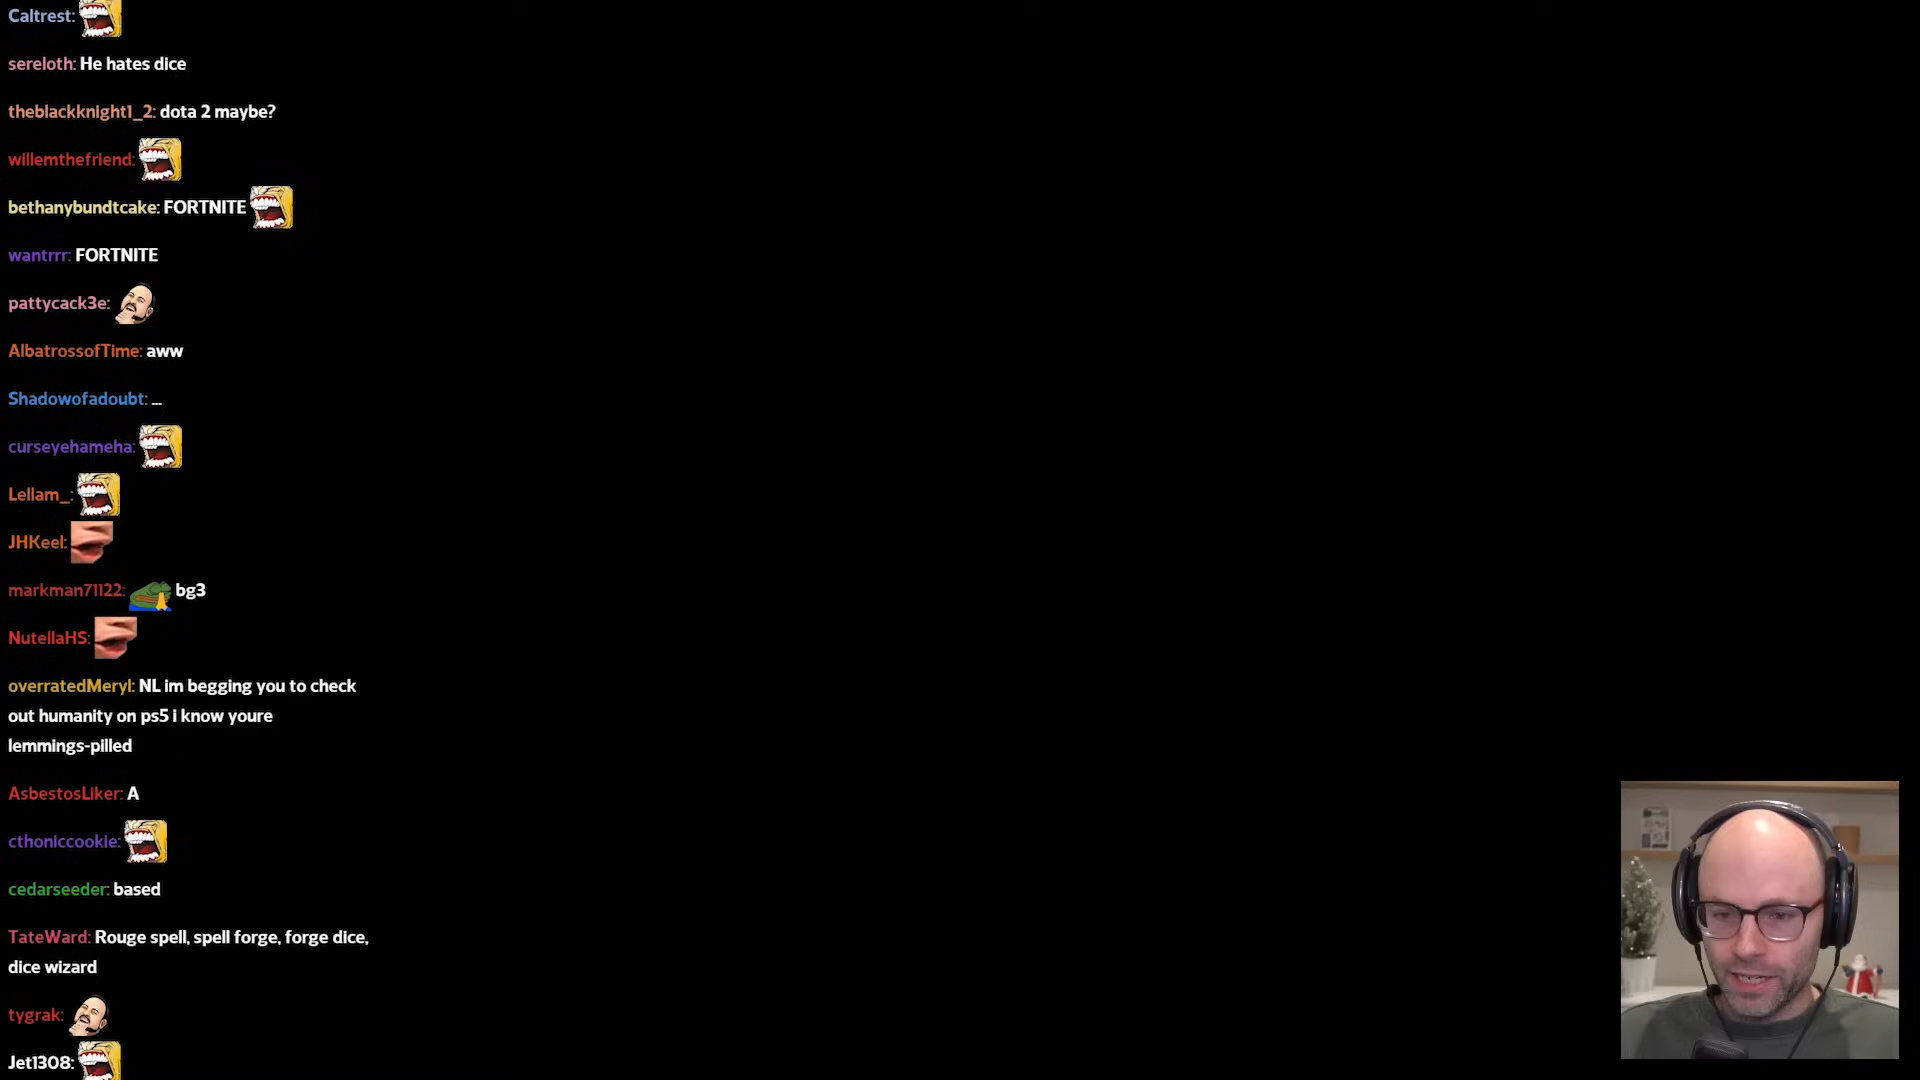 Caltrest:
sereloth: He hates dice
theblackknight1_2: dota 2 maybe?
willemthefriend:
bethanybundtcake: FORTNITE
wantrrr: FORTNITE
pattycack3e:
AlbatrossofTime: aww
Shadowofadoubt: ...
curseyehameha:
Lellam_:
JHKeel:
markman71122: bg3
NutellaHS:
overratedMeryl: NL im begging you to check
out humanity on ps5 i know youre
lemmings-pilled
AsbestosLiker: A
cthoniccookie:
cedarseeder: based
TateWard: Rouge spell, spell forge, forge dice,
dice wizard
tygrak:
Jet1308: